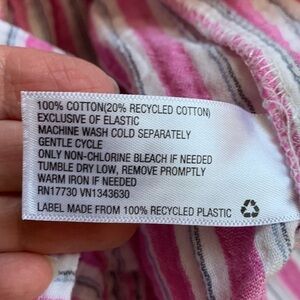 100% COTTON(20% RECYCLED COTTON)
EXCLUSIVE OF ELASTIC
MACHINE WASH COLD SEPARATELY
GENTLE CYCLE
ONLY NON-CHLORINE BLEACH IF NEEDED
TUMBLE DRY LOW, REMOVE PROMPTLY
WARM IRON IF NEEDED
RN17730 VN1343630
LABEL MADE FROM 100% RECYCLED PLASTIC